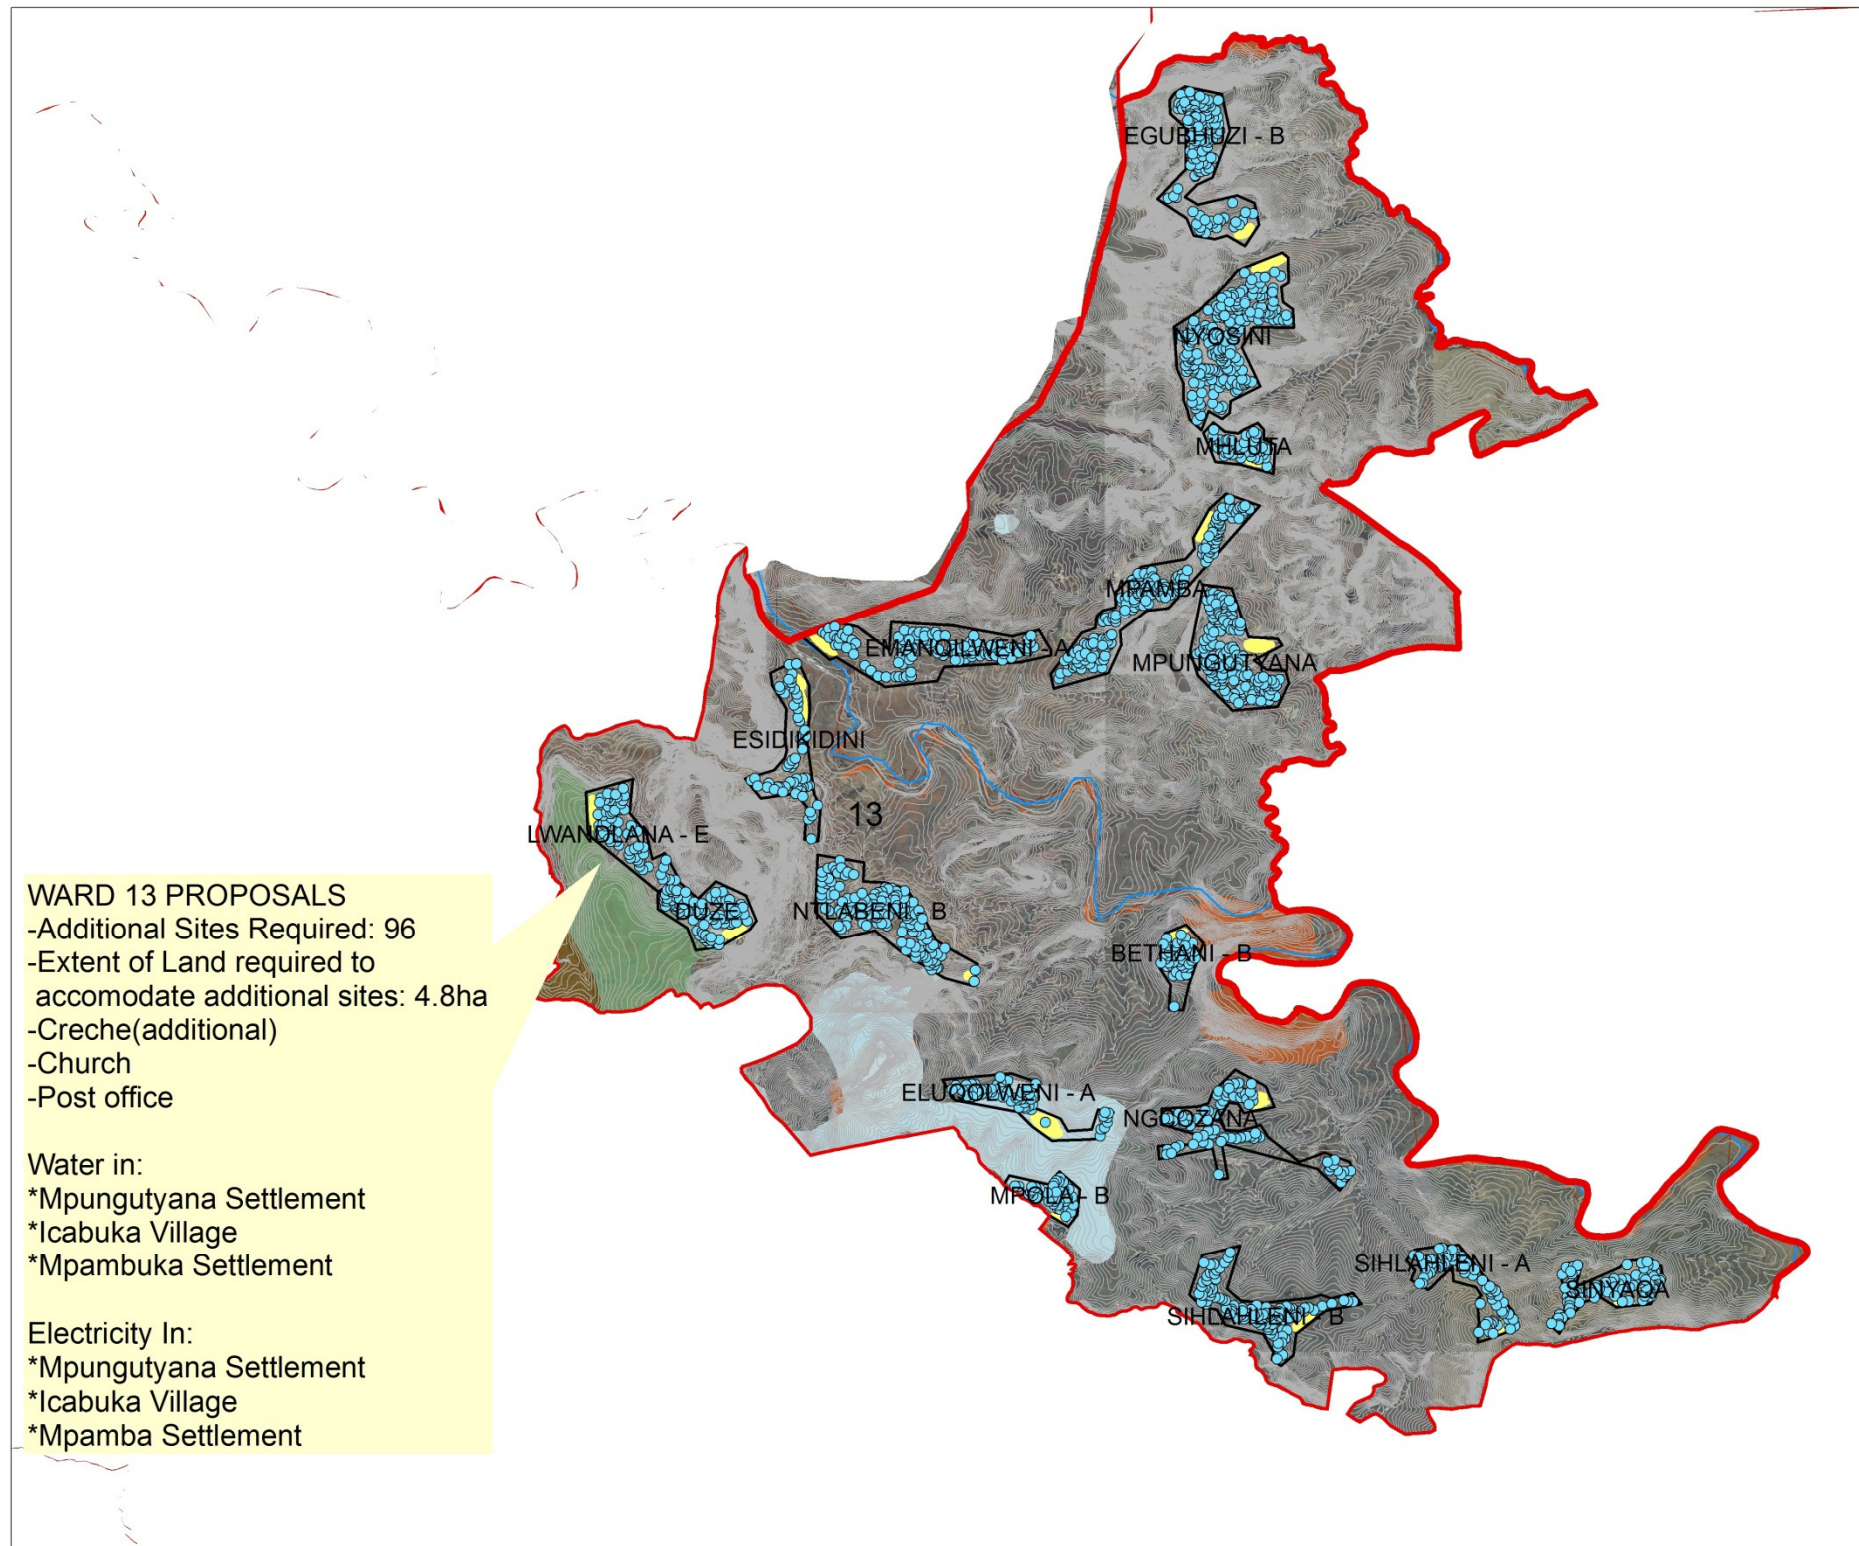 EGUBHUZI - B
NYOSINI
MHLUTA
MPAMBA
EMANQILWENI - A
MPUNGUTYANA
ESIDIKIDINI
13
LWANDLANA - E
DUZE
NTLABENI - B
BETHANI - B
ELUQOLWENI - A
NGCOZANA
MPOLA - B
SIHLAHLENI - A
SINYAQA
SIHLAHLENI - B
WARD 13 PROPOSALS
-Additional Sites Required: 96
-Extent of Land required to
accomodate additional sites: 4.8ha
-Creche(additional)
-Church
-Post office
Water in:
*Mpungutyana Settlement
*Icabuka Village
*Mpambuka Settlement
Electricity In:
*Mpungutyana Settlement
*Icabuka Village
*Mpamba Settlement